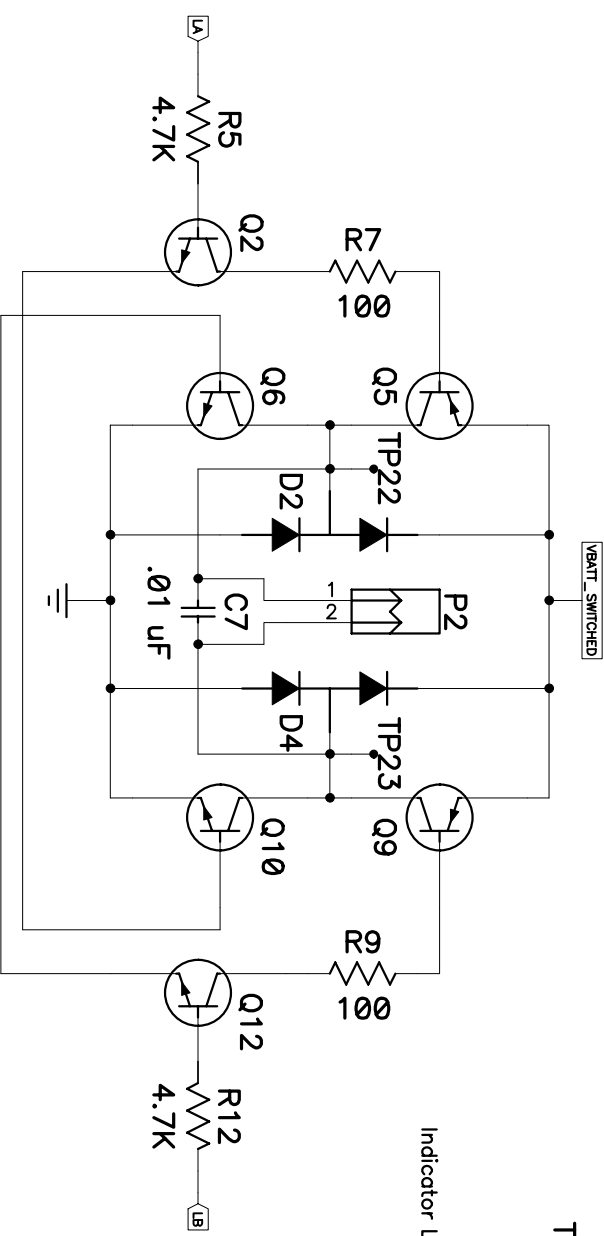 LA
R5
4.7K
Q2
R7
100
Q6
Q5
TP22
D2
VBATT_SWITCHED
1
2
P2
C7
.01 uF
D4
TP23
Q10
Q9
R9
100
Q12
R12
4.7K
LB
Indicator L
T